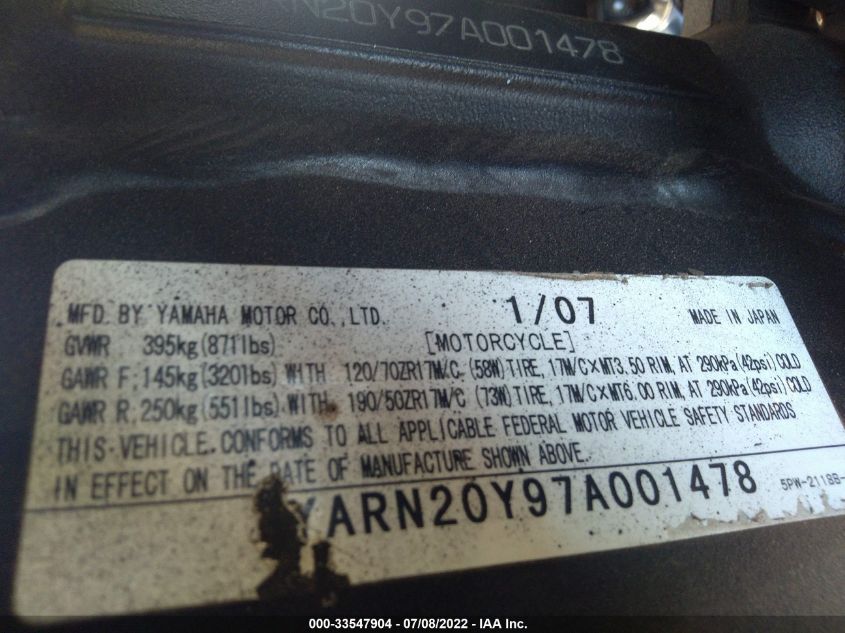 ARN20Y97A001478
MFD. BY YAMAHA MOTOR CO.,LTD. 1/07 MADE IN JAPAN
GVWR 395kg(871lbs) [MOTORCYCLE]
GAWR F;145kg(320lbs) WITH 120/70ZR17M/C, (58W)TIRE, 17M/C×MT3.50 RIM, AT 290kPa(42psi)COLD
GAWR R;250kg(551lbs) WITH 190/50ZR17M/C (73W)TIRE, 17M/C×MT6.00 RIM, AT 290kPa(42psi)COLD
THIS VEHICLE CONFORMS TO ALL APPLICABLE FEDERAL MOTOR VEHICLE SAFETY STANDARDS
IN EFFECT ON THE DATE OF MANUFACTURE SHOWN ABOVE.
YARN20Y97A001478 5PW-2118B-
000-33547904 - 07/08/2022 - IAA Inc.